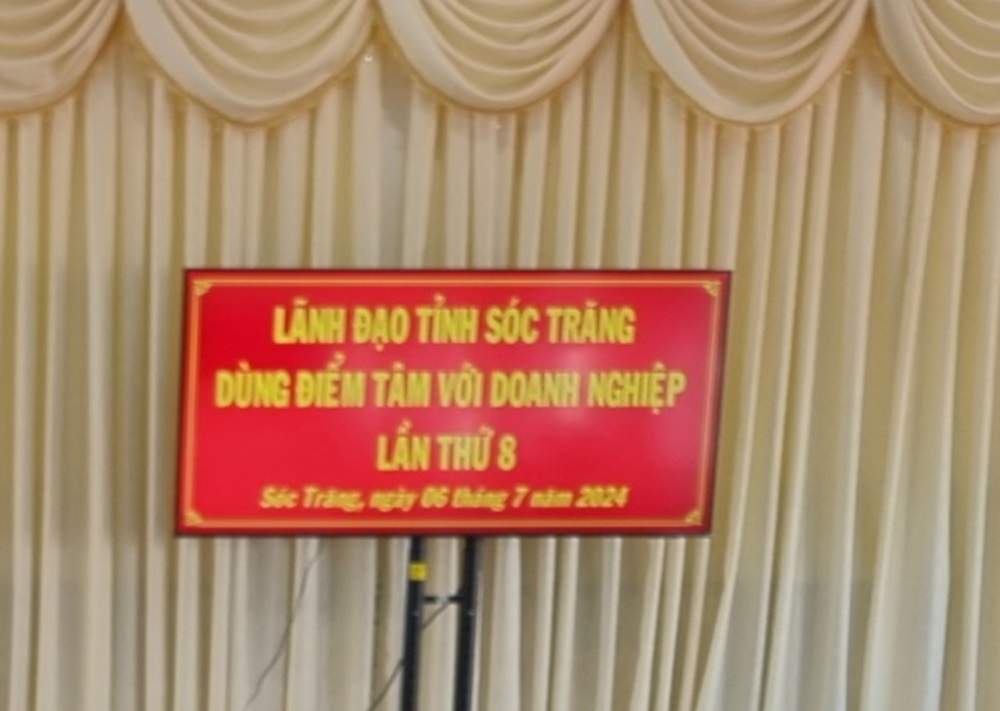 LÃNH ĐẠO TỈNH SÓC TRĂNG
DÙNG ĐIỂM TÂM VỚI DOANH NGHIỆP
LẦN THỨ 8
Sóc Trăng, ngày 06 tháng 7 năm 2024